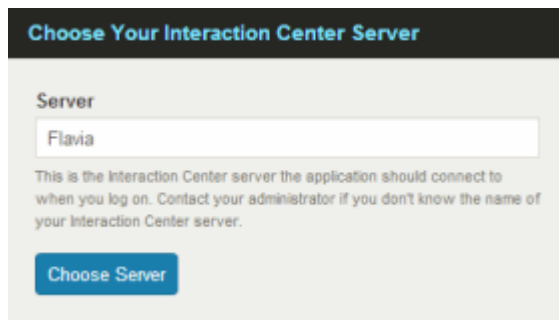 Choose Your Interaction Center Server
Server
Flavia
This is the Interaction Center server the application should connect to
when you log on. Contact your administrator if you don't know the name of
your Interaction Center server.
Choose Server